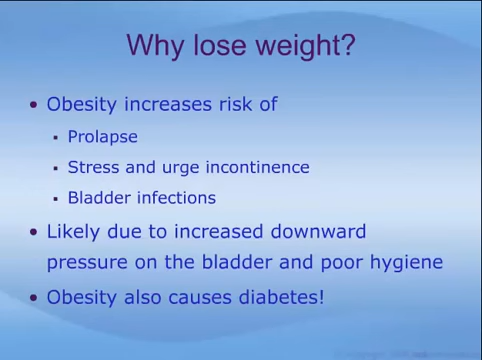 Why lose weight?
• Obesity increases risk of
▪ Prolapse
▪ Stress and urge incontinence
▪ Bladder infections
• Likely due to increased downward
pressure on the bladder and poor hygiene
• Obesity also causes diabetes!